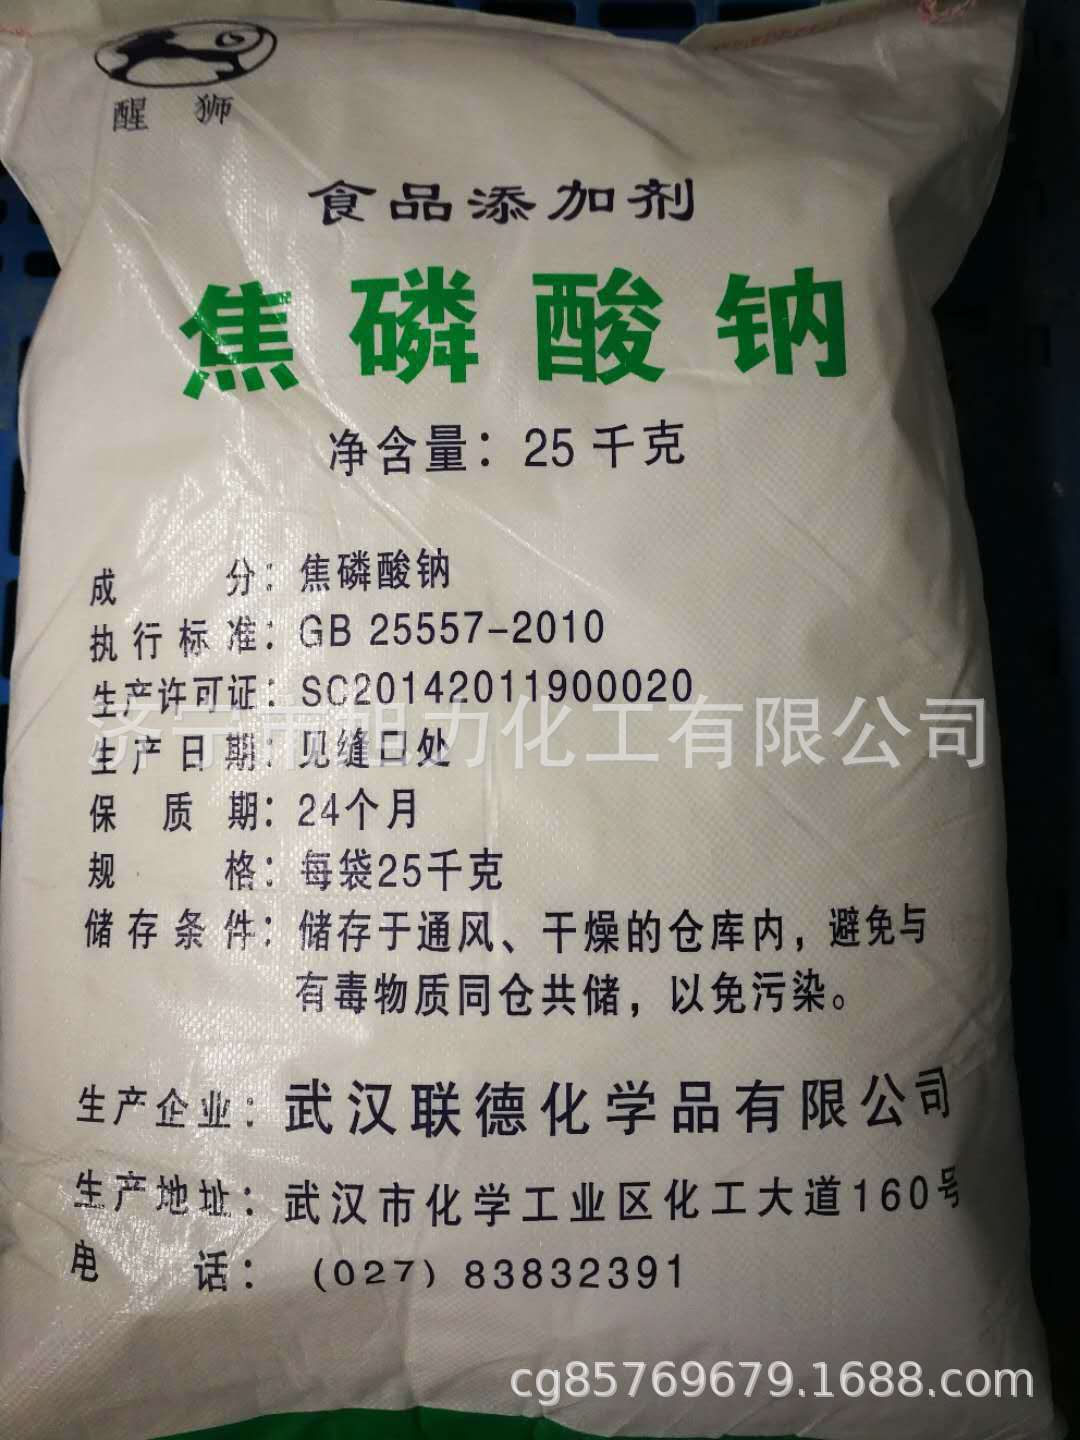 醒狮
食品添加剂
焦磷酸钠
净含量：25千克
成分：焦磷酸钠
执行标准：GB 25557-2010
生产许可证：SC20142011900020
济宁市旭力化工有限公司
生产日期：见缝口处
保质期：24个月
规格：每袋25千克
储存条件：储存于通风、干燥的仓库内，避免与
有毒物质同仓共储，以免污染。
生产企业：武汉联德化学品有限公司
生产地址：武汉市化学工业区化工大道160号
电话：(027) 83832391
cg85769679.1688.com